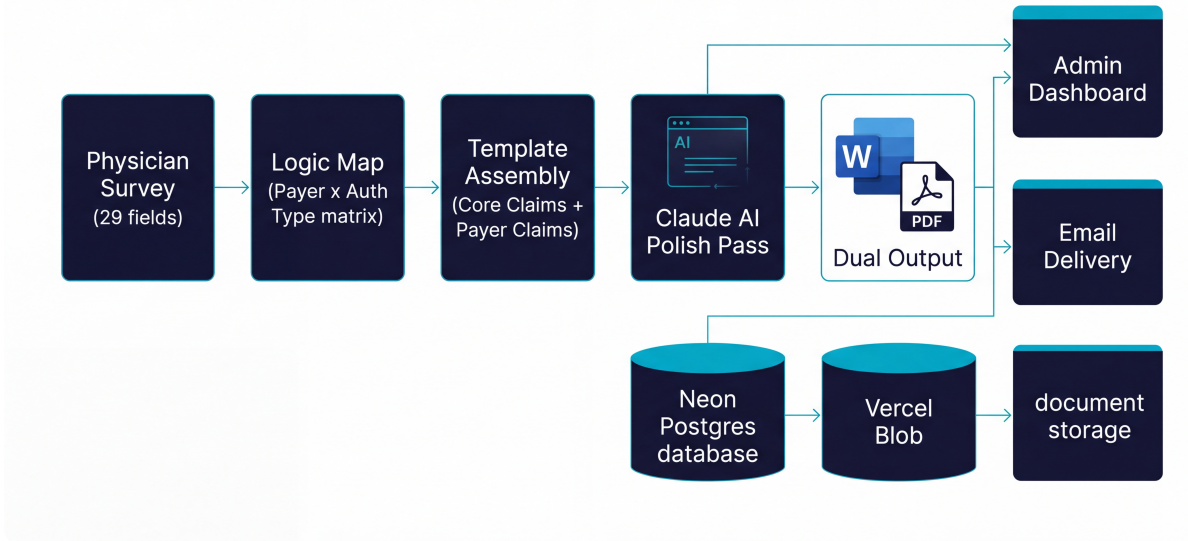 Physician
Survey
(29 fields)
Logic Map
(Payer x Auth
Type matrix)
Template
Assembly
(Core Claims +
Payer Claims)
AI
Claude AI
Polish Pass
W
PDF
Dual Output
Admin
Dashboard
Email
Delivery
Neon
Postgres
database
Vercel
Blob
document
storage